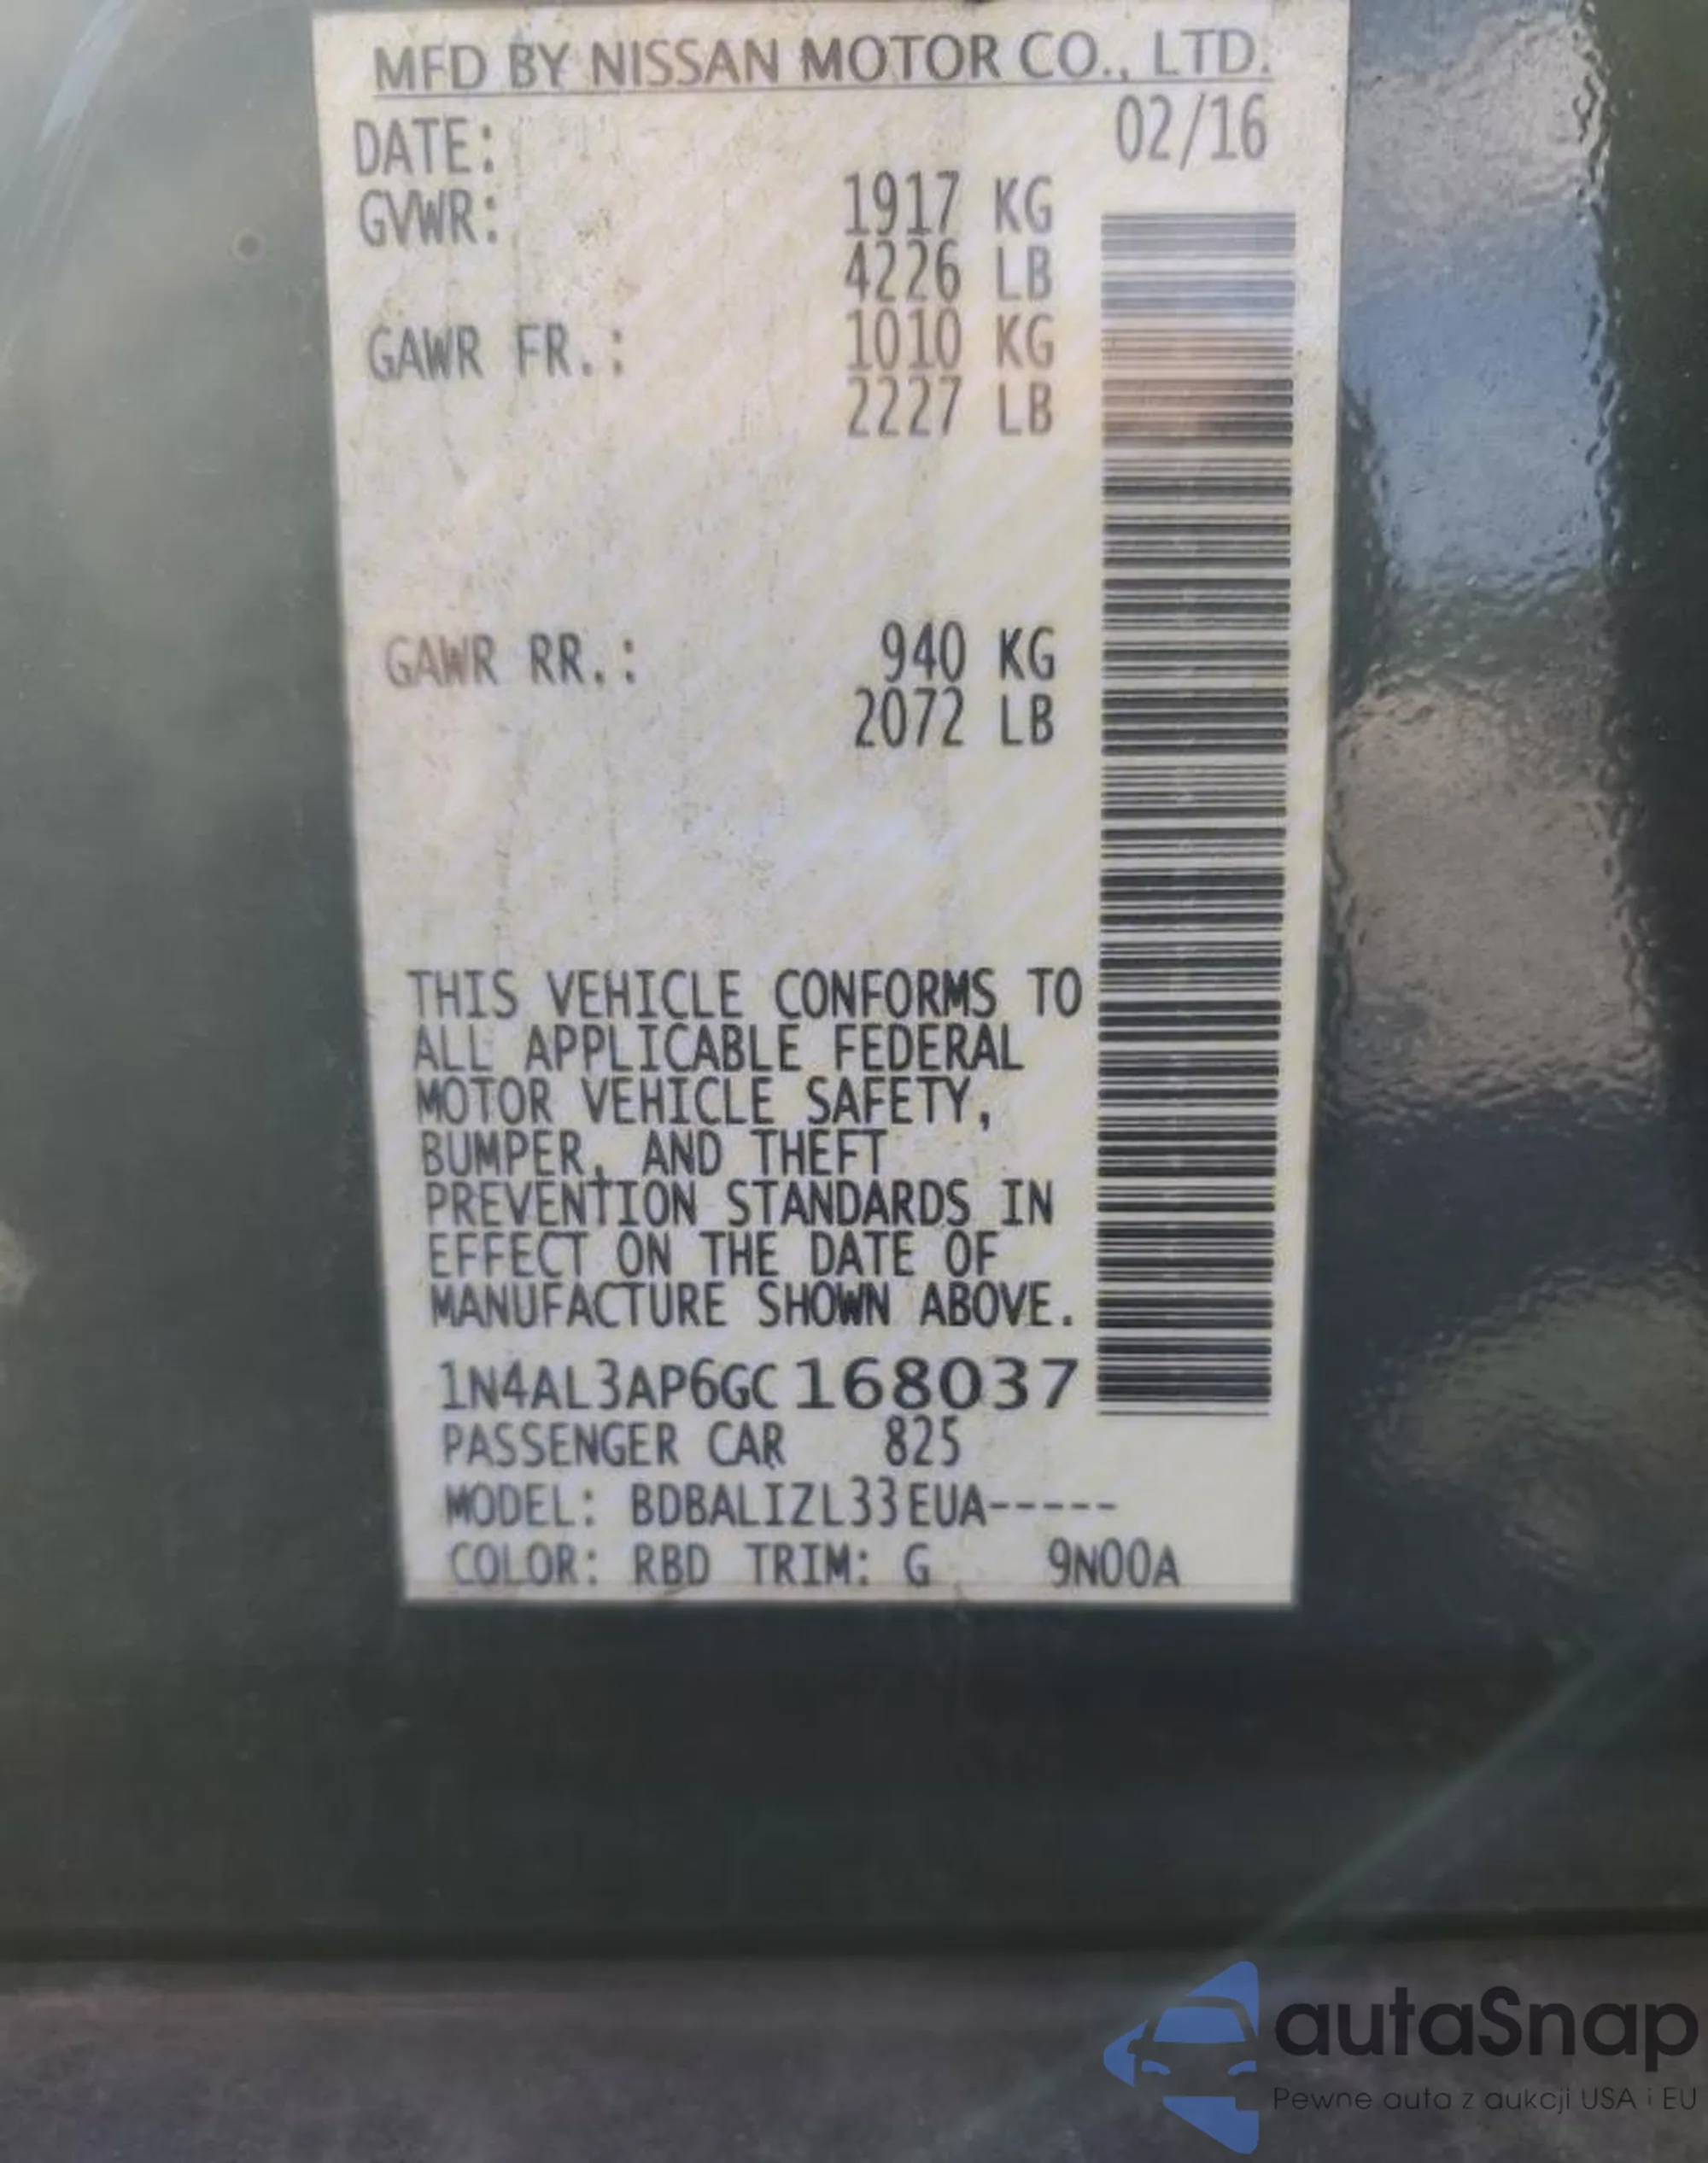 MFD BY NISSAN MOTOR CO., LTD.
DATE: 02/16
GVWR: 1917 KG
4226 LB
GAWR FR.: 1010 KG
2227 LB
GAWR RR.: 940 KG
2072 LB
THIS VEHICLE CONFORMS TO
ALL APPLICABLE FEDERAL
MOTOR VEHICLE SAFETY,
BUMPER, AND THEFT
PREVENTION STANDARDS IN
EFFECT ON THE DATE OF
MANUFACTURE SHOWN ABOVE.
1N4AL3AP6GC168037
PASSENGER CAR 825
MODEL: BDBALIZL33EUA-----
COLOR: RBD TRIM: G 9N00A
autaSnap
Pewne auta z aukcji USA i EU